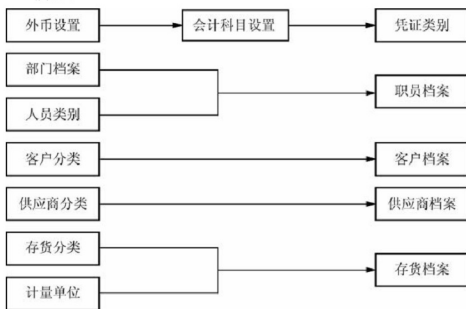 外币设置
会计科目设置
凭证类别
部门档案
人员类别
职员档案
客户分类
客户档案
供应商分类
供应商档案
存货分类
计量单位
存货档案